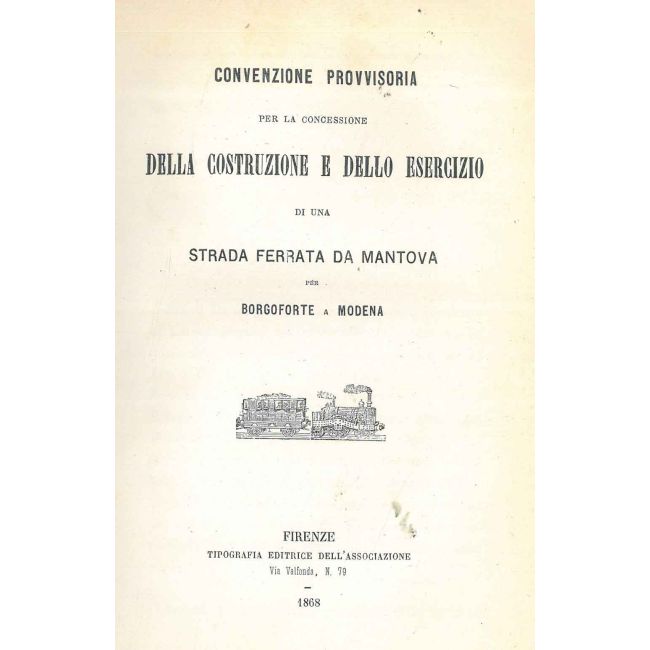 CONVENZIONE PROVVISORIA
PER LA CONCESSIONE
DELLA COSTRUZIONE E DELLO ESERCIZIO
DI UNA
STRADA FERRATA DA MANTOVA
PER
BORGOFORTE A MODENA
FIRENZE
TIPOGRAFIA EDITRICE DELL'ASSOCIAZIONE
Via Valfonda, N. 79
–
1868